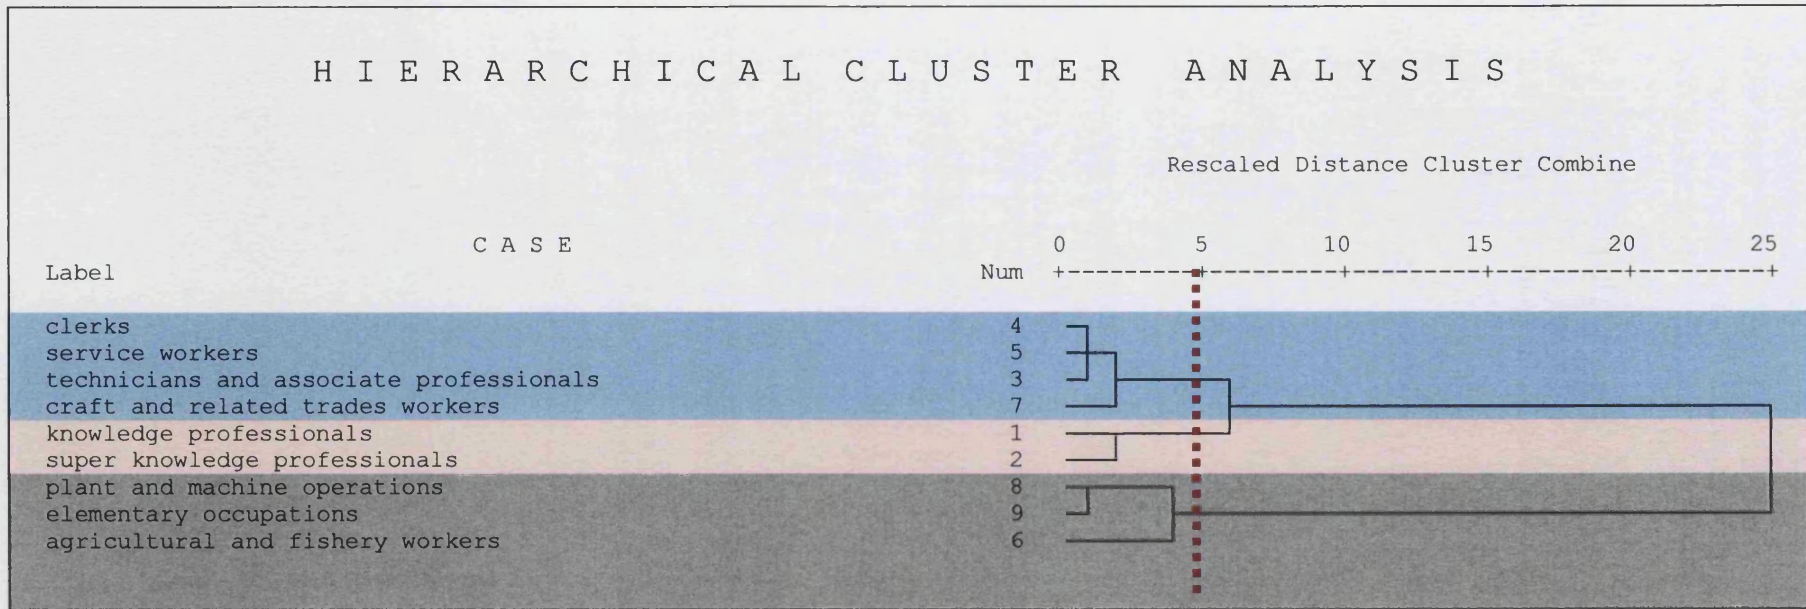 H I E R A R C H I C A L C L U S T E R A N A L Y S I S
Rescaled Distance Cluster Combine
C A S E 0 5 10 15 20 25
Label Num +---------+---------+---------+---------+---------+
clerks 4
service workers 5
technicians and associate professionals 3
craft and related trades workers 7
knowledge professionals 1
super knowledge professionals 2
plant and machine operations 8
elementary occupations 9
agricultural and fishery workers 6